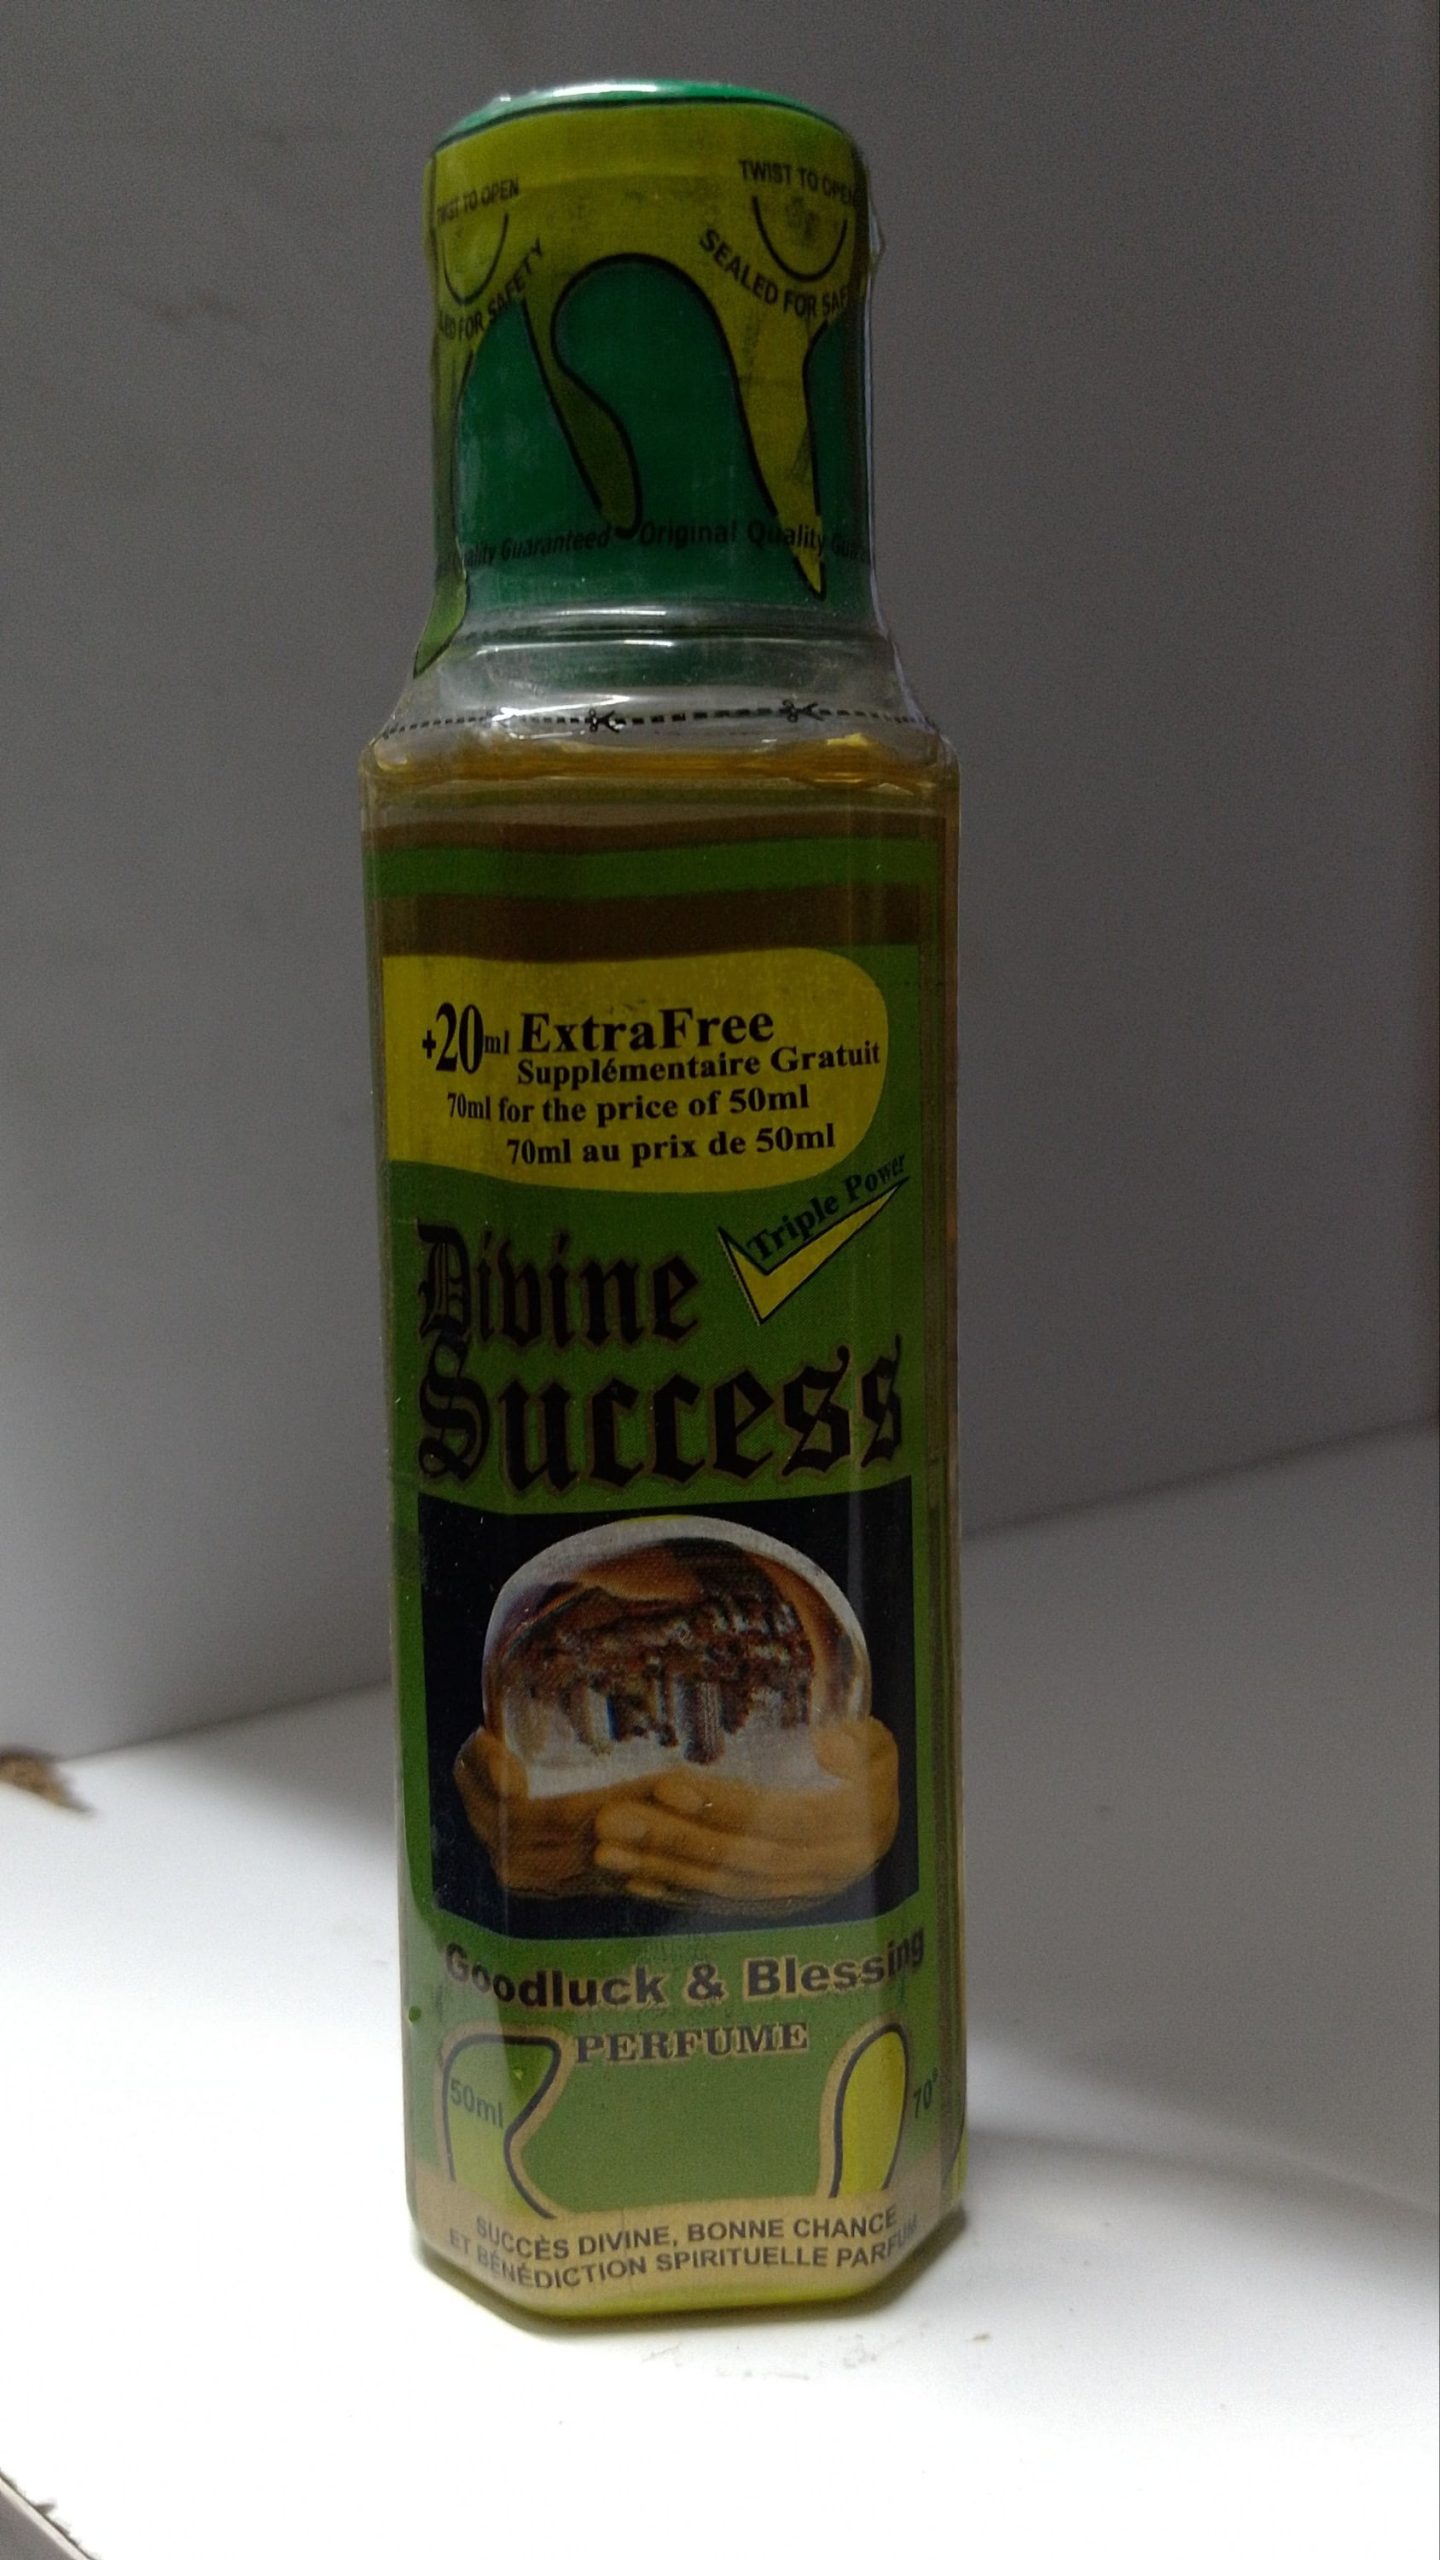 TWIST TO OPEN
TWIST TO OPEN
FOR SAFETY
SEALED FOR
Guaranteed Original Quality
+20ml ExtraFree
Supplémentaire Gratuit
70ml for the price of 50ml
70ml au prix de 50ml
Triple Power
Divine
Success
Goodluck & Blessing
PERFUME
50ml
70°
SUCCÈS DIVINE, BONNE CHANCE
ET BÉNÉDICTION SPIRITUELLE PARFUM